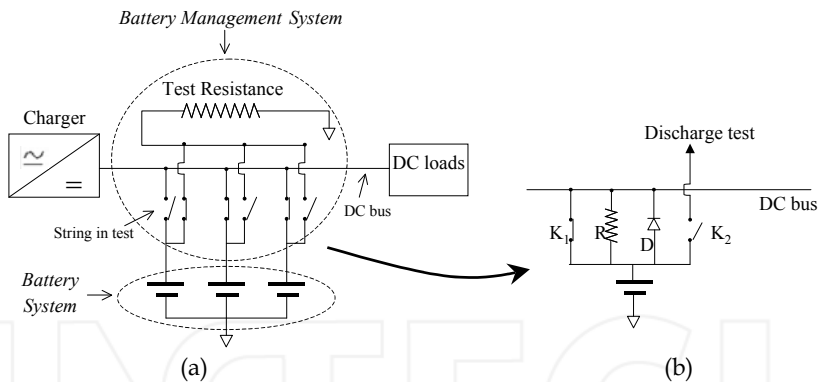 Battery Management System
Test Resistance
Charger
≃
=
DC loads
DC bus
String in test
Battery
System
(a)
Discharge test
DC bus
K1
R
D
K2
(b)
INTECH